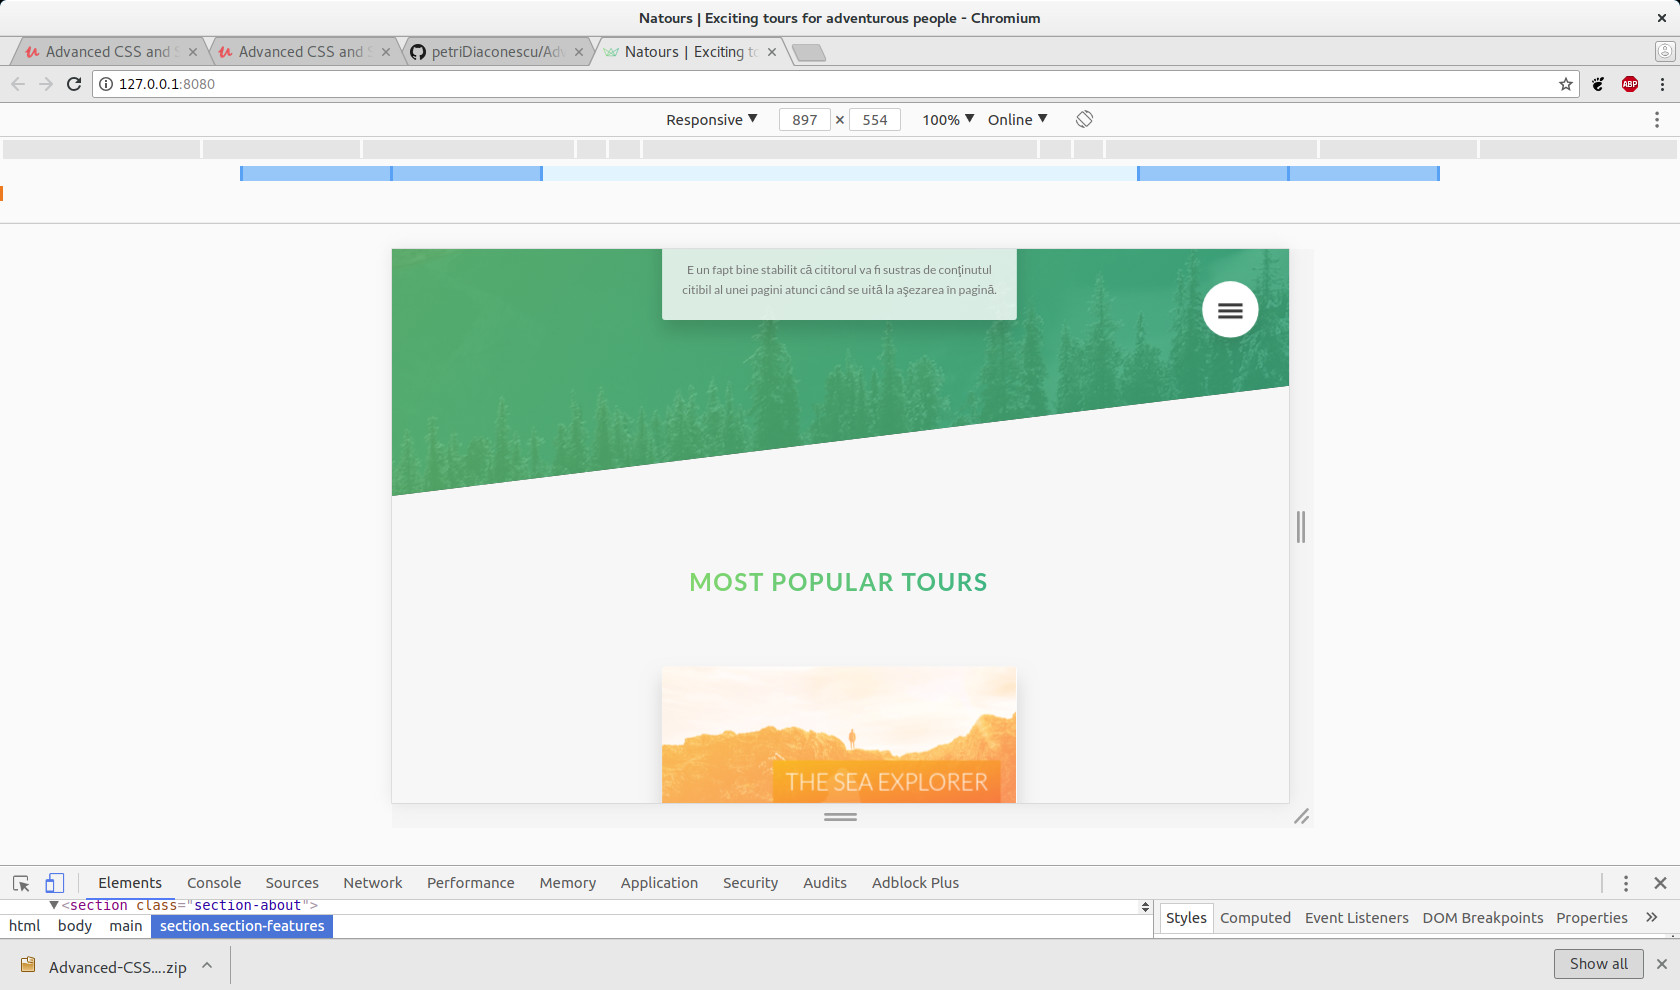 Natours | Exciting tours for adventurous people - Chromium
Advanced CSS and S
Advanced CSS and S
petriDiaconescu/Adv
Natours | Exciting to
127.0.0.1:8080
ABP
Responsive
897 × 554
100%
Online
E un fapt bine stabilit că cititorul va fi sustras de conţinutul
citibil al unei pagini atunci când se uită la aşezarea în pagină.
MOST POPULAR TOURS
THE SEA EXPLORER
Elements Console Sources Network Performance Memory Application Security Audits Adblock Plus
<section class="section-about">
html body main section.section-features
Styles Computed Event Listeners DOM Breakpoints Properties
Advanced-CSS....zip
Show all